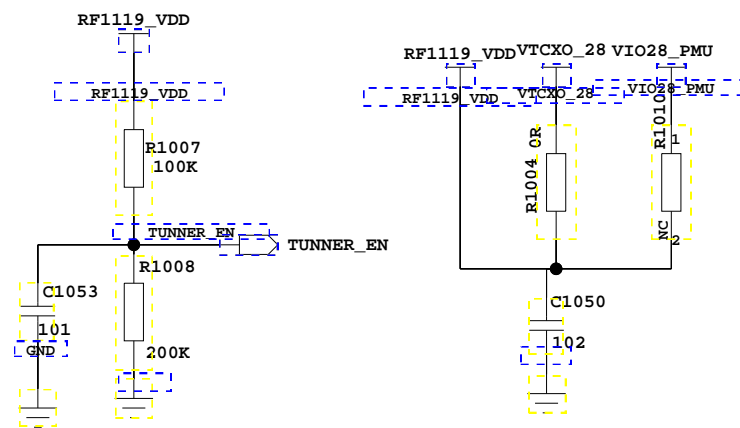 RF1119_VDD
RF1119_VDD
R1007
100K
TUNNER_EN
TUNNER_EN
R1008
C1053
101
GND
200K
RF1119_VDD
VTCXO_28
VIO28_PMU
RF1119_VDD
VTCXO_28
VIO28_PMU
R1004 0R
R1010
1
NC
2
C1050
102